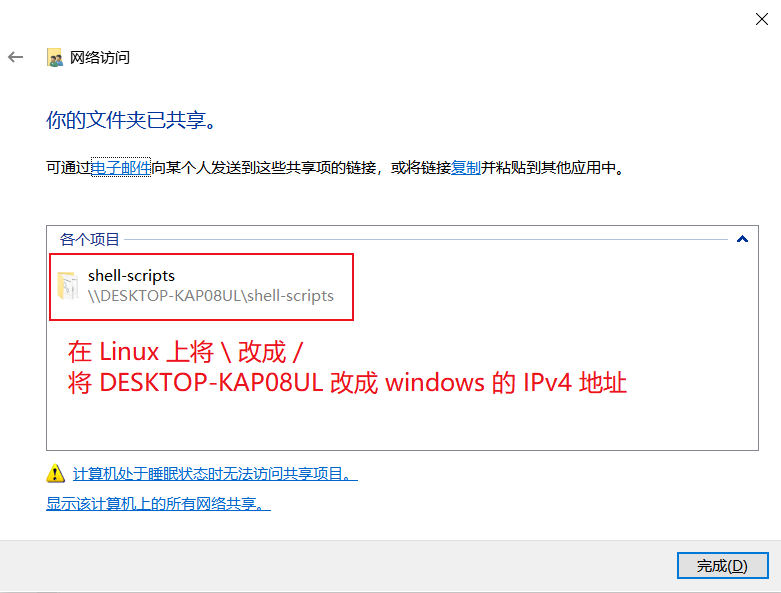 网络访问
你的文件夹已共享。
可通过电子邮件向某个人发送到这些共享项的链接，或将链接复制并粘贴到其他应用中。
各个项目
shell-scripts
\\DESKTOP-KAP08UL\shell-scripts
在 Linux 上将 \ 改成 /
将 DESKTOP-KAP08UL 改成 windows 的 IPv4 地址
计算机处于睡眠状态时无法访问共享项目。
显示该计算机上的所有网络共享。
完成(D)